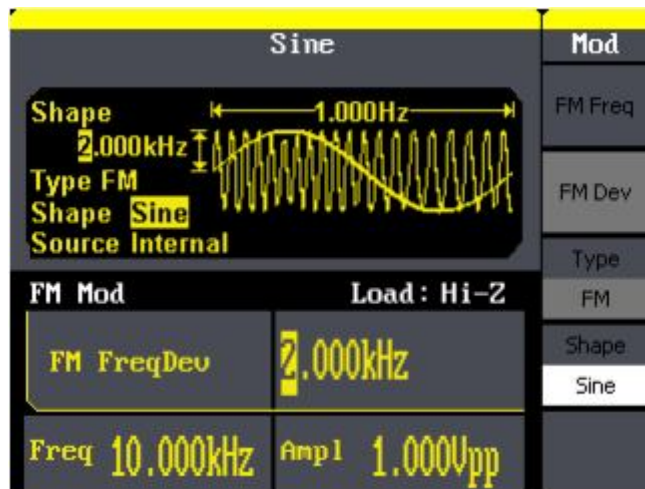 Sine
Mod
Shape
1.000Hz
2.000kHz
Type FM
Shape Sine
Source Internal
FM Mod Load: Hi-Z
FM FreqDev 2.000kHz
Freq 10.000kHz Ampl 1.000Vpp
FM Freq
FM Dev
Type
FM
Shape
Sine